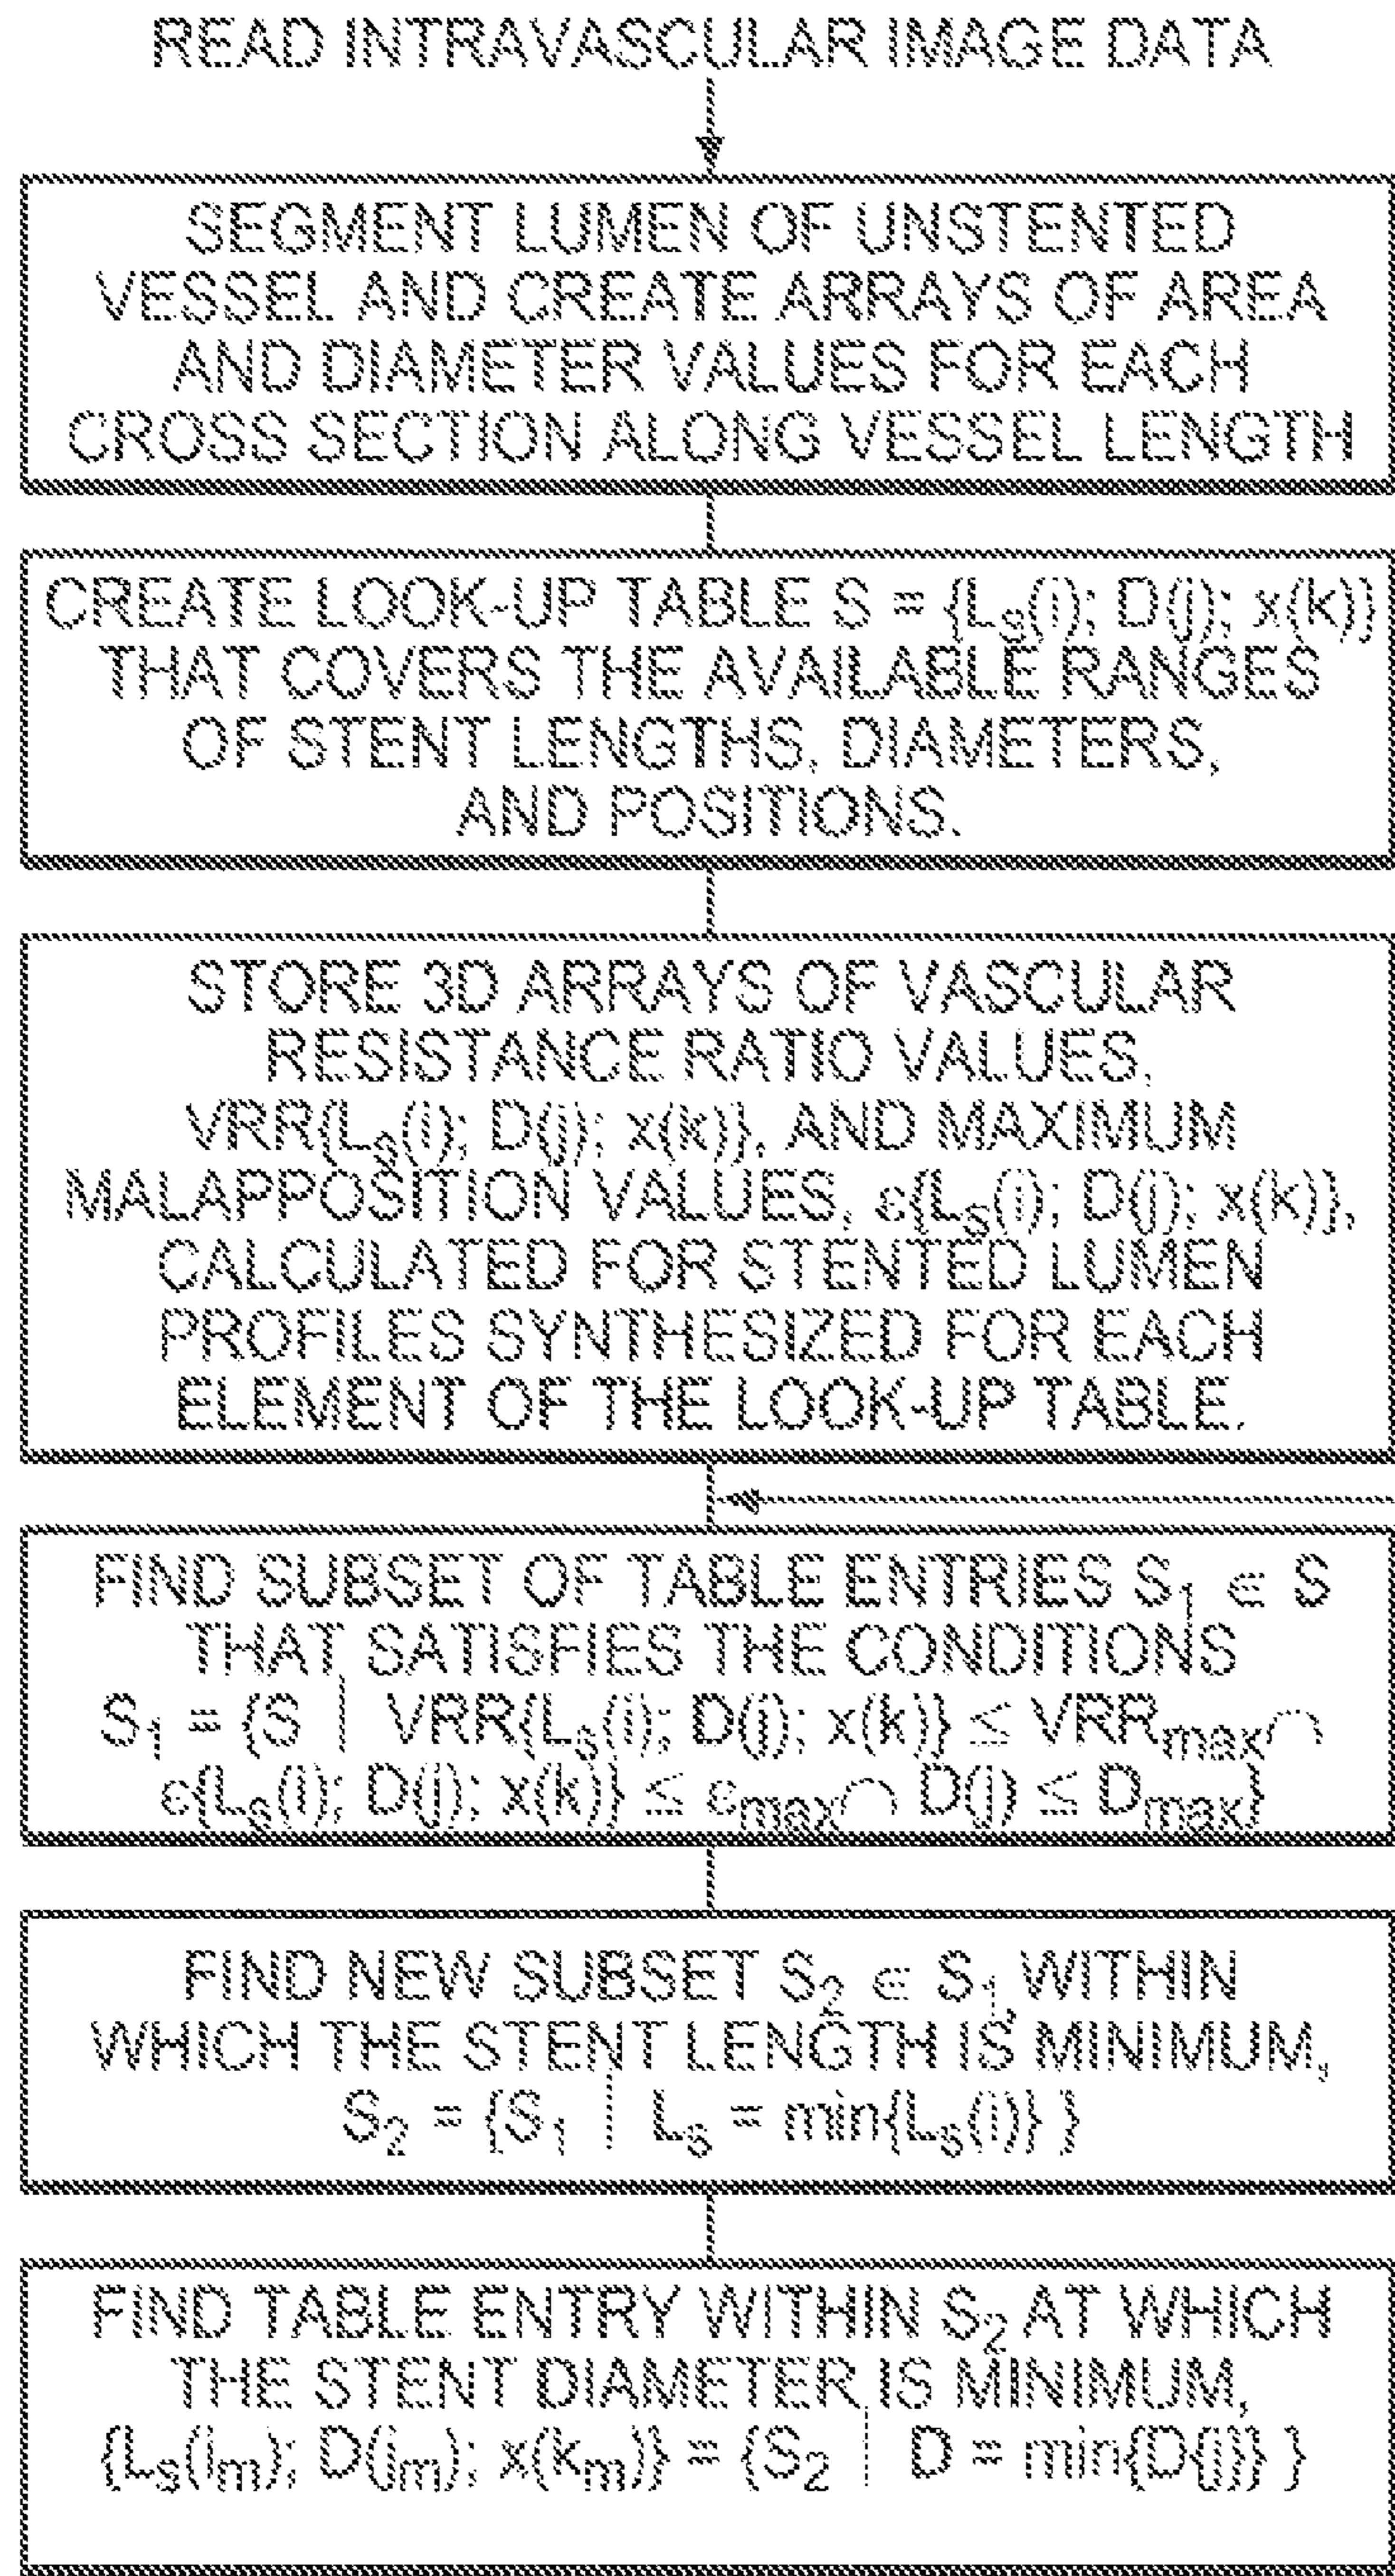 READ INTRAVASCULAR IMAGE DATA
SEGMENT LUMEN OF UNSTENTED
VESSEL AND CREATE ARRAYS OF AREA
AND DIAMETER VALUES FOR EACH
CROSS SECTION ALONG VESSEL LENGTH
CREATE LOOK-UP TABLE S = {Lₛ(i); D(j); x(k)}
THAT COVERS THE AVAILABLE RANGES
OF STENT LENGTHS, DIAMETERS,
AND POSITIONS.
STORE 3D ARRAYS OF VASCULAR
RESISTANCE RATIO VALUES,
VRR{Lₛ(i); D(j); x(k)}, AND MAXIMUM
MALAPPOSITION VALUES, ε{Lₛ(i); D(j); x(k)},
CALCULATED FOR STENTED LUMEN
PROFILES SYNTHESIZED FOR EACH
ELEMENT OF THE LOOK-UP TABLE.
FIND SUBSET OF TABLE ENTRIES S₁ ∈ S
THAT SATISFIES THE CONDITIONS
S₁ = {S | VRR{Lₛ(i); D(j); x(k)} ≤ VRRₘₐₓ∩
ε{Lₛ(i); D(j); x(k)} ≤ εₘₐₓ∩ D(j) ≤ Dₘₐₓ}
FIND NEW SUBSET S₂ ∈ S₁, WITHIN
WHICH THE STENT LENGTH IS MINIMUM,
S₂ = {S₁ | Lₛ = min{Lₛ(i)} }
FIND TABLE ENTRY WITHIN S₂ AT WHICH
THE STENT DIAMETER IS MINIMUM,
{Lₛ(iₘ); D(jₘ); x(kₘ)} = {S₂ | D = min{D{j}} }